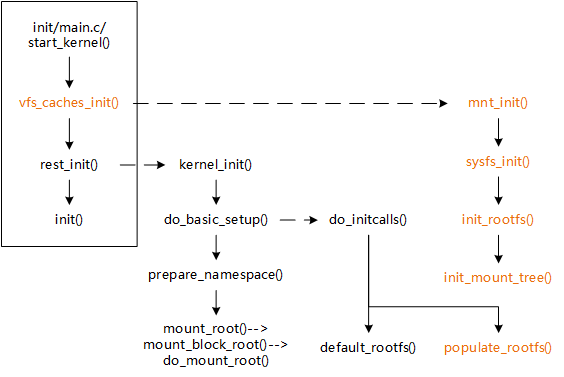 init/main.c/
start_kernel()
vfs_caches_init()
mnt_init()
sysfs_init()
rest_init()
kernel_init()
init()
do_basic_setup()
do_initcalls()
init_rootfs()
prepare_namespace()
init_mount_tree()
mount_root()-->
mount_block_root()-->
do_mount_root()
default_rootfs()
populate_rootfs()